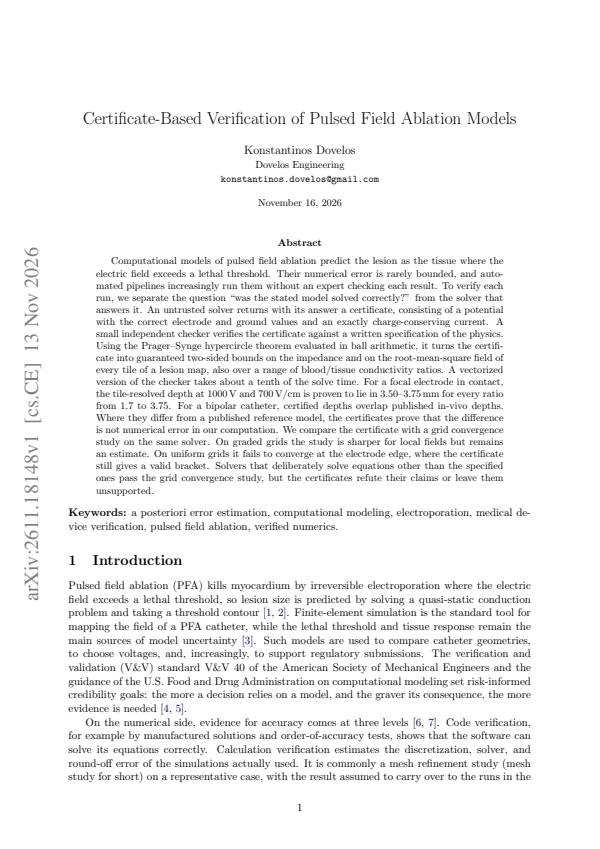 Certificate-Based Verification of Pulsed Field Ablation Models
Konstantinos Dovelos
Dovelos Engineering
konstantinos.dovelos@gmail.com
November 16, 2026
arXiv:2611.18148v1 [cs.CE] 13 Nov 2026
Abstract
Computational models of pulsed field ablation predict the lesion as the tissue where the
electric field exceeds a lethal threshold. Their numerical error is rarely bounded, and auto-
mated pipelines increasingly run them without an expert checking each result. To verify each
run, we separate the question “was the stated model solved correctly?” from the solver that
answers it. An untrusted solver returns with its answer a certificate, consisting of a potential
with the correct electrode and ground values and an exactly charge-conserving current. A
small independent checker verifies the certificate against a written specification of the physics.
Using the Prager–Synge hypercircle theorem evaluated in ball arithmetic, it turns the certifi-
cate into guaranteed two-sided bounds on the impedance and on the root-mean-square field of
every tile of a lesion map, also over a range of blood/tissue conductivity ratios. A vectorized
version of the checker takes about a tenth of the solve time. For a focal electrode in contact,
the tile-resolved depth at 1000 V and 700 V/cm is proven to lie in 3.50–3.75 mm for every ratio
from 1.7 to 3.75. For a bipolar catheter, certified depths overlap published in-vivo depths.
Where they differ from a published reference model, the certificates prove that the difference
is not numerical error in our computation. We compare the certificate with a grid convergence
study on the same solver. On graded grids the study is sharper for local fields but remains
an estimate. On uniform grids it fails to converge at the electrode edge, where the certificate
still gives a valid bracket. Solvers that deliberately solve equations other than the specified
ones pass the grid convergence study, but the certificates refute their claims or leave them
unsupported.
Keywords: a posteriori error estimation, computational modeling, electroporation, medical de-
vice verification, pulsed field ablation, verified numerics.
1 Introduction
Pulsed field ablation (PFA) kills myocardium by irreversible electroporation where the electric
field exceeds a lethal threshold, so lesion size is predicted by solving a quasi-static conduction
problem and taking a threshold contour [1, 2]. Finite-element simulation is the standard tool for
mapping the field of a PFA catheter, while the lethal threshold and tissue response remain the
main sources of model uncertainty [3]. Such models are used to compare catheter geometries,
to choose voltages, and, increasingly, to support regulatory submissions. The verification and
validation (V&V) standard V&V 40 of the American Society of Mechanical Engineers and the
guidance of the U.S. Food and Drug Administration on computational modeling set risk-informed
credibility goals: the more a decision relies on a model, and the graver its consequence, the more
evidence is needed [4, 5].
On the numerical side, evidence for accuracy comes at three levels [6, 7]. Code verification,
for example by manufactured solutions and order-of-accuracy tests, shows that the software can
solve its equations correctly. Calculation verification estimates the discretization, solver, and
round-off error of the simulations actually used. It is commonly a mesh refinement study (mesh
study for short) on a representative case, with the result assumed to carry over to the runs in the
1